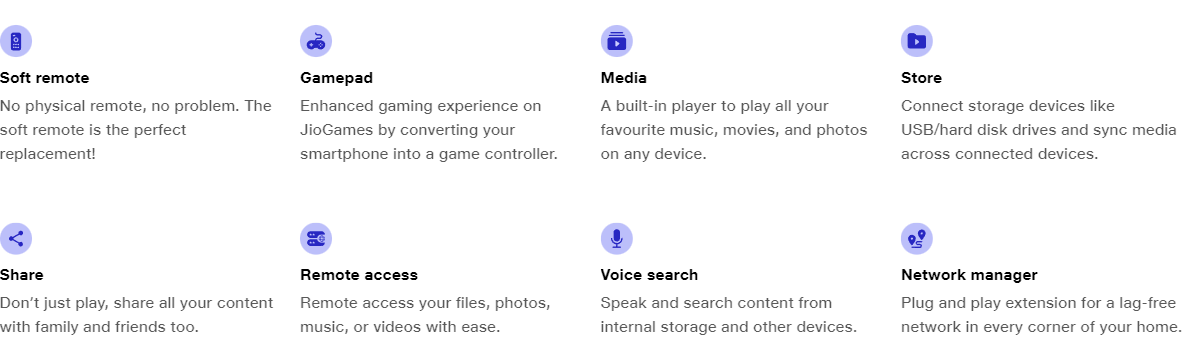 Soft remote
No physical remote, no problem. The
soft remote is the perfect
replacement!
Gamepad
Enhanced gaming experience on
JioGames by converting your
smartphone into a game controller.
Media
A built-in player to play all your
favourite music, movies, and photos
on any device.
Store
Connect storage devices like
USB/hard disk drives and sync media
across connected devices.
Share
Don’t just play, share all your content
with family and friends too.
Remote access
Remote access your files, photos,
music, or videos with ease.
Voice search
Speak and search content from
internal storage and other devices.
Network manager
Plug and play extension for a lag-free
network in every corner of your home.